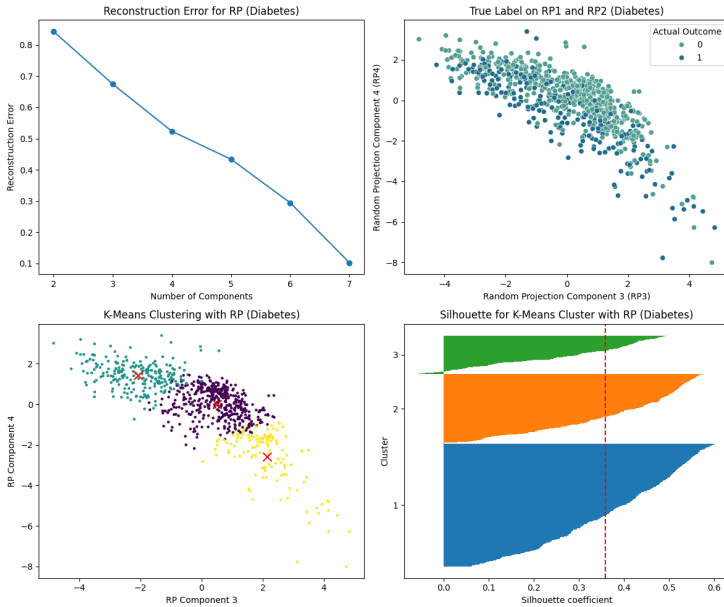 Reconstruction Error for RP (Diabetes)
0.8
0.7
0.6
0.5
0.4
0.3
0.2
0.1
Reconstruction Error
2 3 4 5 6 7
Number of Components
True Label on RP1 and RP2 (Diabetes)
Actual Outcome
0
1
2
0
−2
−4
−6
−8
Random Projection Component 4 (RP4)
−4 −2 0 2 4
Random Projection Component 3 (RP3)
K-Means Clustering with RP (Diabetes)
2
0
−2
−4
−6
−8
RP Component 4
−4 −2 0 2 4
RP Component 3
Silhouette for K-Means Cluster with RP (Diabetes)
3
2
1
Cluster
0.0 0.1 0.2 0.3 0.4 0.5 0.6
Silhouette coefficient